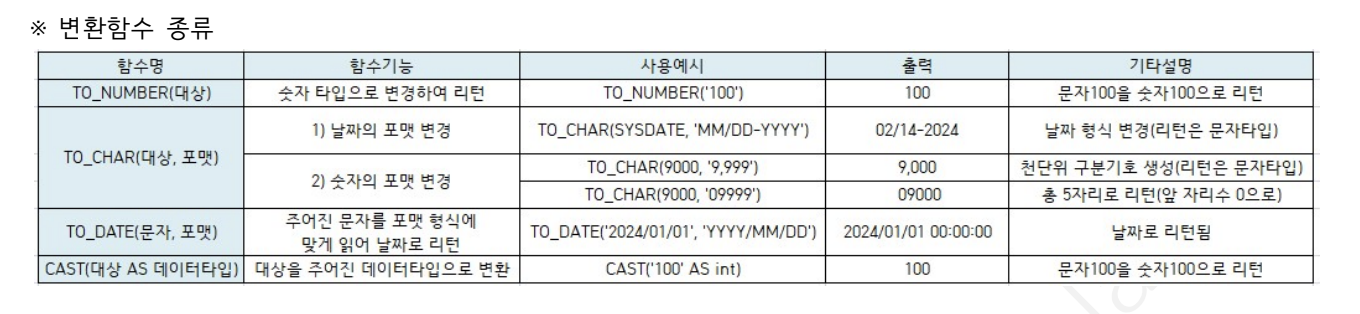 ※ 변환함수 종류
함수명 함수기능 사용예시 출력 기타설명
TO_NUMBER(대상) 숫자 타입으로 변경하여 리턴 TO_NUMBER('100') 100 문자100을 숫자100으로 리턴
TO_CHAR(대상, 포맷) 1) 날짜의 포맷 변경 TO_CHAR(SYSDATE, 'MM/DD-YYYY') 02/14-2024 날짜 형식 변경(리턴은 문자타입)
2) 숫자의 포맷 변경 TO_CHAR(9000, '9,999') 9,000 천단위 구분기호 생성(리턴은 문자타입)
TO_CHAR(9000, '09999') 09000 총 5자리로 리턴(앞 자리수 0으로)
TO_DATE(문자, 포맷) 주어진 문자를 포맷 형식에
맞게 읽어 날짜로 리턴 TO_DATE('2024/01/01', 'YYYY/MM/DD') 2024/01/01 00:00:00 날짜로 리턴됨
CAST(대상 AS 데이터타입) 대상을 주어진 데이터타입으로 변환 CAST('100' AS int) 100 문자100을 숫자100으로 리턴